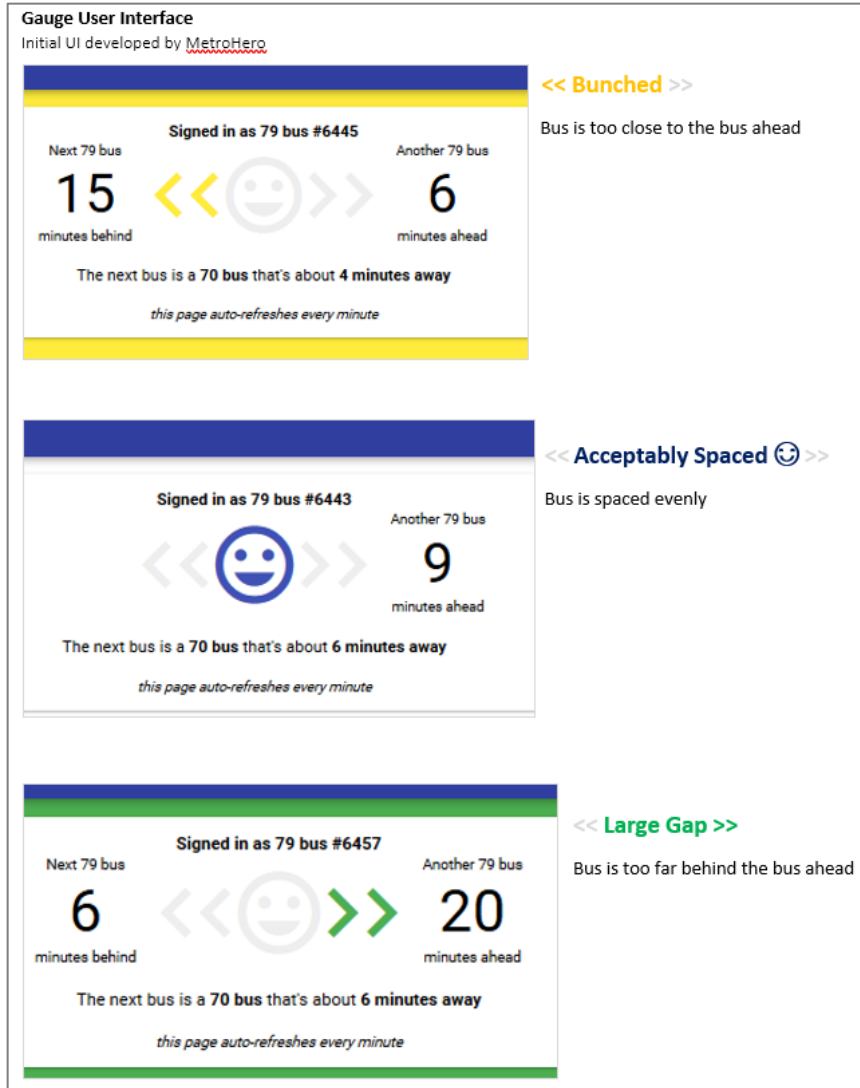 Gauge User Interface
Initial UI developed by MetroHero
<< Bunched >>
Bus is too close to the bus ahead
Signed in as 79 bus #6445
Next 79 bus
15
minutes behind
Another 79 bus
6
minutes ahead
The next bus is a 70 bus that's about 4 minutes away
this page auto-refreshes every minute
<< Acceptably Spaced ☺ >>
Bus is spaced evenly
Signed in as 79 bus #6443
Another 79 bus
9
minutes ahead
The next bus is a 70 bus that's about 6 minutes away
this page auto-refreshes every minute
<< Large Gap >>
Bus is too far behind the bus ahead
Signed in as 79 bus #6457
Next 79 bus
6
minutes behind
Another 79 bus
20
minutes ahead
The next bus is a 70 bus that's about 6 minutes away
this page auto-refreshes every minute